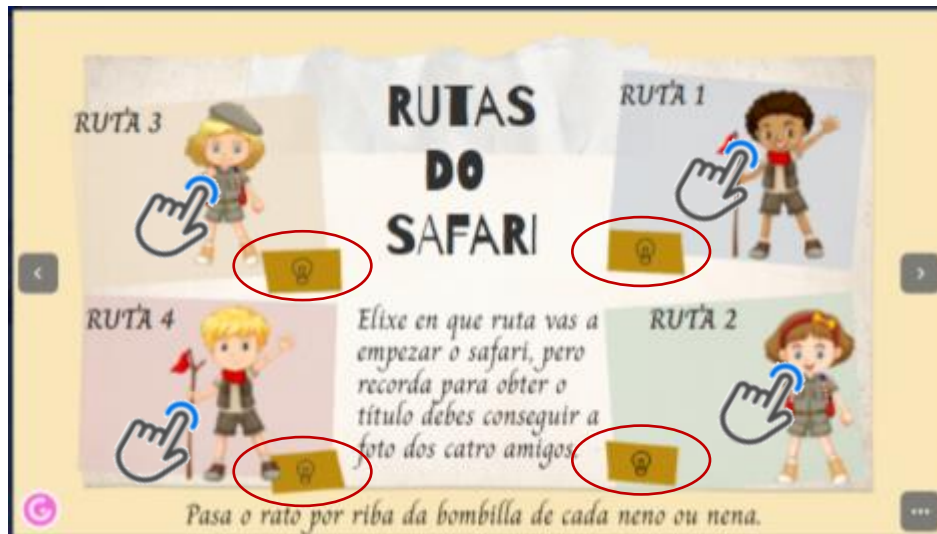 RUTAS
DO
SAFARI
RUTA 3
RUTA 1
RUTA 4
RUTA 2
Elixe en que ruta vas a
empezar o safari, pero
recorda para obter o
título debes conseguir a
foto dos catro amigos.
Pasa o rato por riba da bombilla de cada neno ou nena.